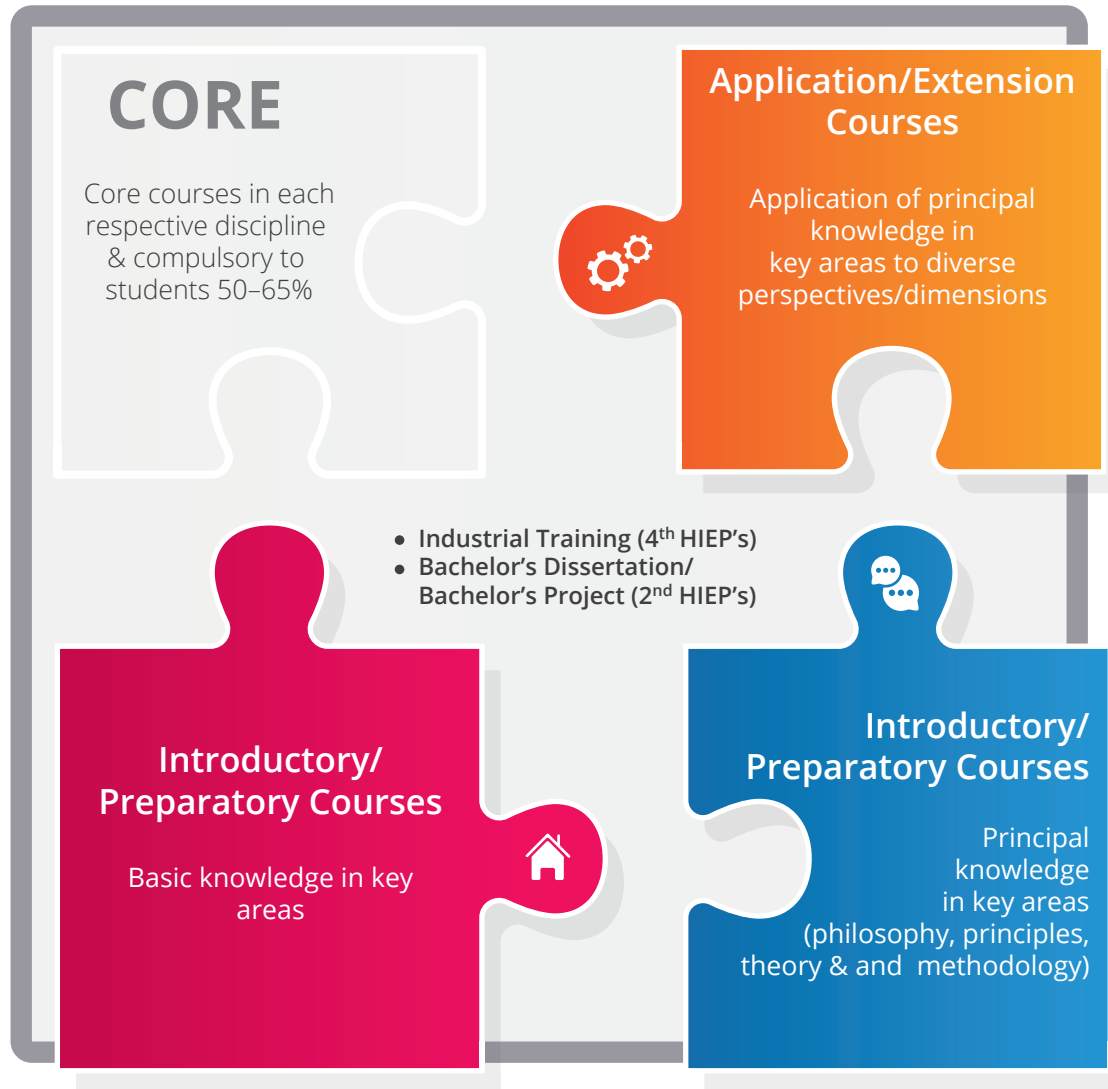 CORE
Core courses in each
respective discipline
& compulsory to
students 50–65%
Application/Extension
Courses
Application of principal
knowledge in
key areas to diverse
perspectives/dimensions
• Industrial Training (4th HIEP’s)
• Bachelor’s Dissertation/
Bachelor’s Project (2nd HIEP’s)
Introductory/
Preparatory Courses
Basic knowledge in key
areas
Introductory/
Preparatory Courses
Principal
knowledge
in key areas
(philosophy, principles,
theory & and methodology)